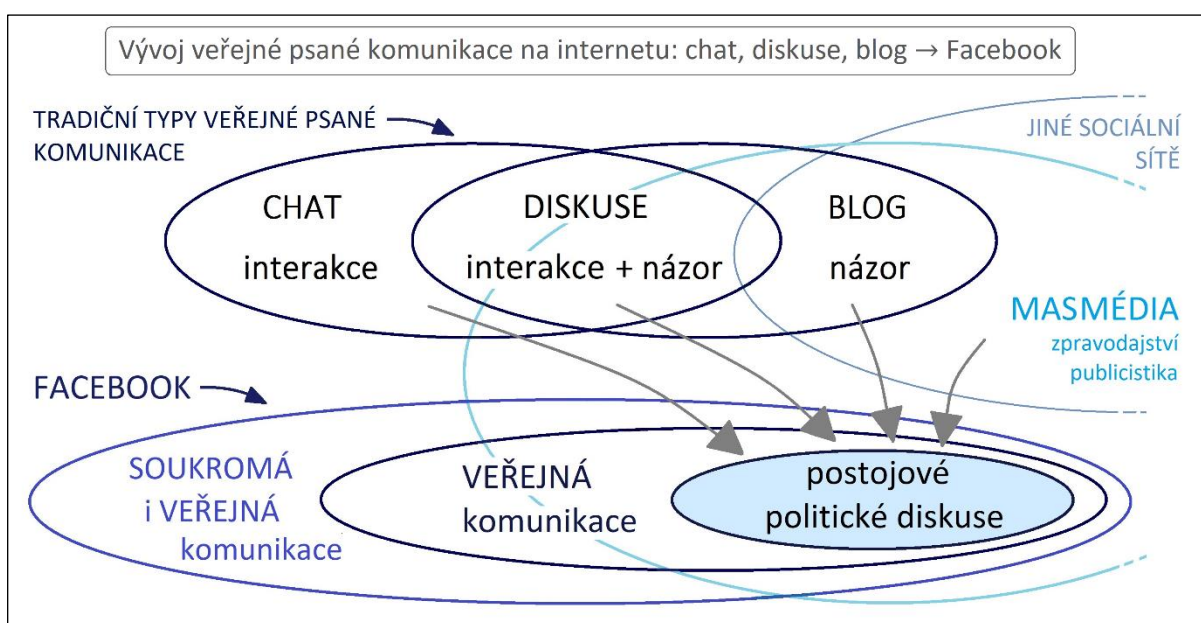 Vývoj veřejné psané komunikace na internetu: chat, diskuse, blog → Facebook
TRADIČNÍ TYPY VEŘEJNÉ PSANÉ
KOMUNIKACE
JINÉ SOCIÁLNÍ
SÍTĚ
CHAT
interakce
DISKUSE
interakce + názor
BLOG
názor
MASMÉDIA
zpravodajství
publicistika
FACEBOOK
SOUKROMÁ
i VEŘEJNÁ
komunikace
VEŘEJNÁ
komunikace
postojové
politické diskuse